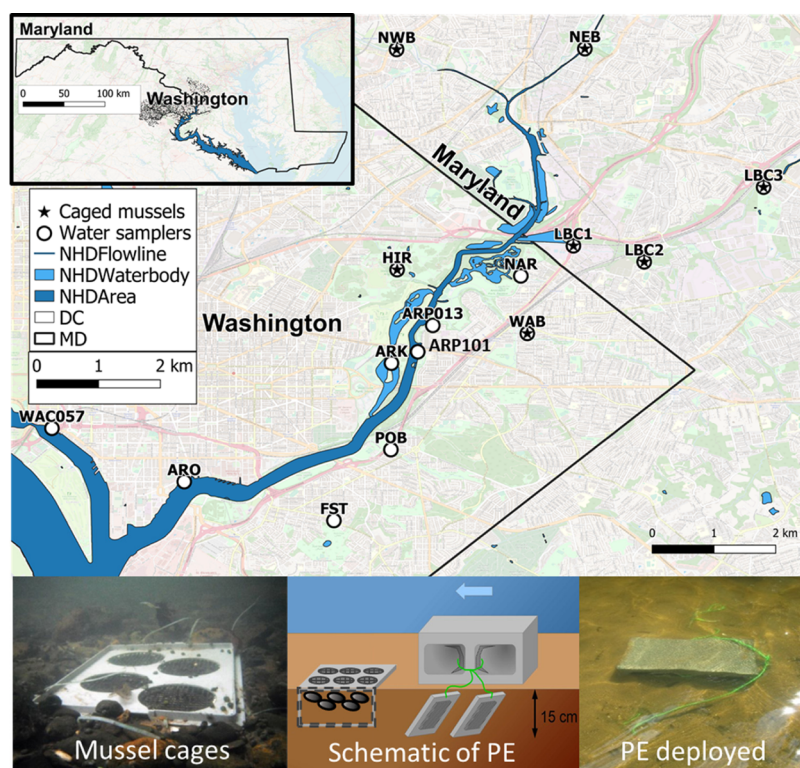 Maryland
0 50 100 km
Washington
Caged mussels
Water samplers
NHDFlowline
NHDWaterbody
NHDArea
DC
MD
0 1 2 km
NWB
NEB
Maryland
LBC3
LBC1
LBC2
HIR
NAR
Washington
ARP013
WAB
ARK
ARP101
WAC057
POB
ARO
FST
0 1 2 km
15 cm
Mussel cages
Schematic of PE
PE deployed